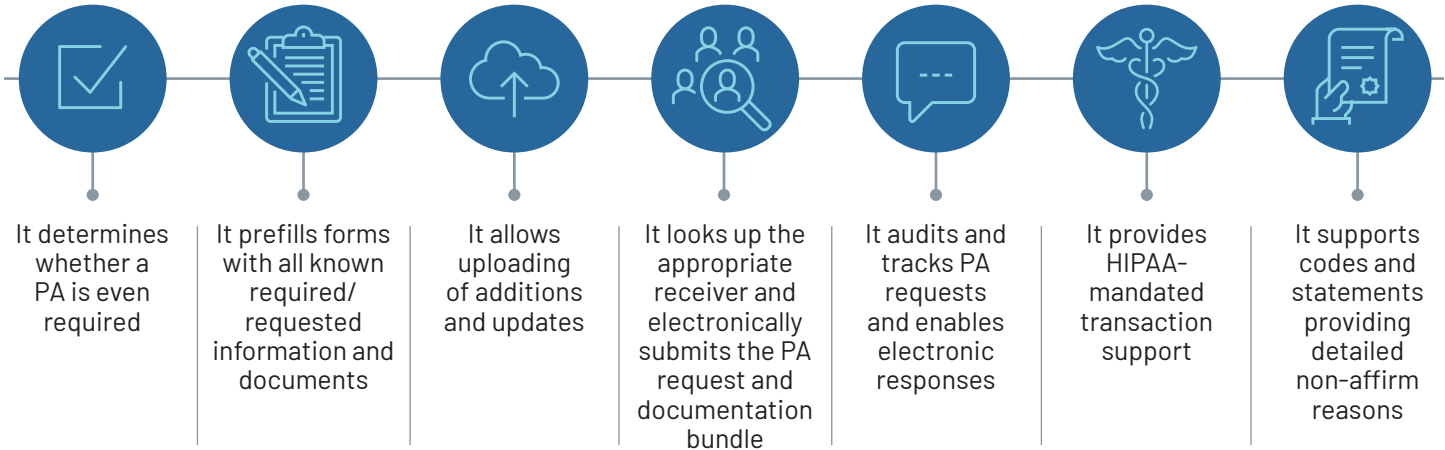 It determines
whether a
PA is even
required
It prefills forms
with all known
required/
requested
information and
documents
It allows
uploading
of additions
and updates
It looks up the
appropriate
receiver and
electronically
submits the PA
request and
documentation
bundle
It audits and
tracks PA
requests
and enables
electronic
responses
It provides
HIPAA-
mandated
transaction
support
It supports
codes and
statements
providing
detailed
non-affirm
reasons